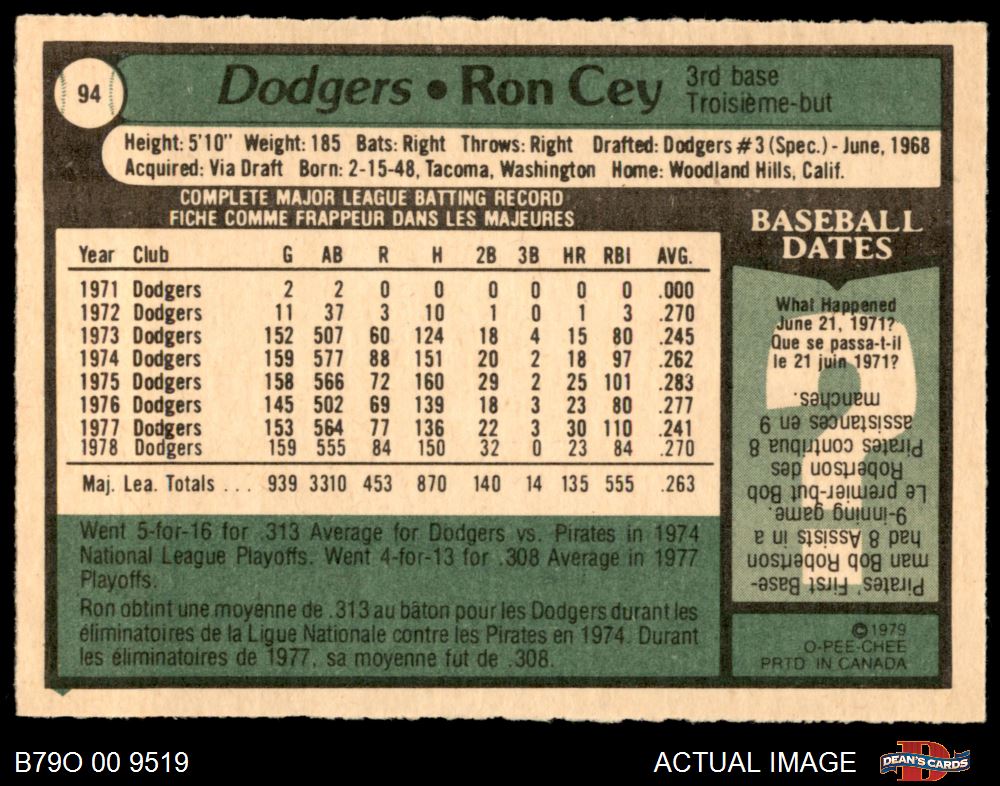 94
Dodgers • Ron Cey
3rd base
Troisième-but
Height: 5'10" Weight: 185 Bats: Right Throws: Right Drafted: Dodgers #3 (Spec.) - June, 1968
Acquired: Via Draft Born: 2-15-48, Tacoma, Washington Home: Woodland Hills, Calif.
COMPLETE MAJOR LEAGUE BATTING RECORD
FICHE COMME FRAPPEUR DANS LES MAJEURES
Year Club G AB R H 2B 3B HR RBI AVG.
1971 Dodgers 2 2 0 0 0 0 0 0 .000
1972 Dodgers 11 37 3 10 1 0 1 3 .270
1973 Dodgers 152 507 60 124 18 4 15 80 .245
1974 Dodgers 159 577 88 151 20 2 18 97 .262
1975 Dodgers 158 566 72 160 29 2 25 101 .283
1976 Dodgers 145 502 69 139 18 3 23 80 .277
1977 Dodgers 153 564 77 136 22 3 30 110 .241
1978 Dodgers 159 555 84 150 32 0 23 84 .270
Maj. Lea. Totals ... 939 3310 453 870 140 14 135 555 .263
Went 5-for-16 for .313 Average for Dodgers vs. Pirates in 1974
National League Playoffs. Went 4-for-13 for .308 Average in 1977
Playoffs.
Ron obtint une moyenne de .313 au bâton pour les Dodgers durant les
éliminatoires de la Ligue Nationale contre les Pirates en 1974. Durant
les éliminatoires de 1977, sa moyenne fut de .308.
BASEBALL
DATES
What Happened
June 21, 1971?
Que se passa-t-il
le 21 juin 1971?
Pirates' First Base-
man Bob Robertson
had 8 Assists in a
9-inning game.
Le premier-but Bob
Robertson des
Pirates contribua 8
assistances en 9
manches.
©1979
O-PEE-CHEE
PRTD IN CANADA
B79O 00 9519
ACTUAL IMAGE
DEAN'S CARDS